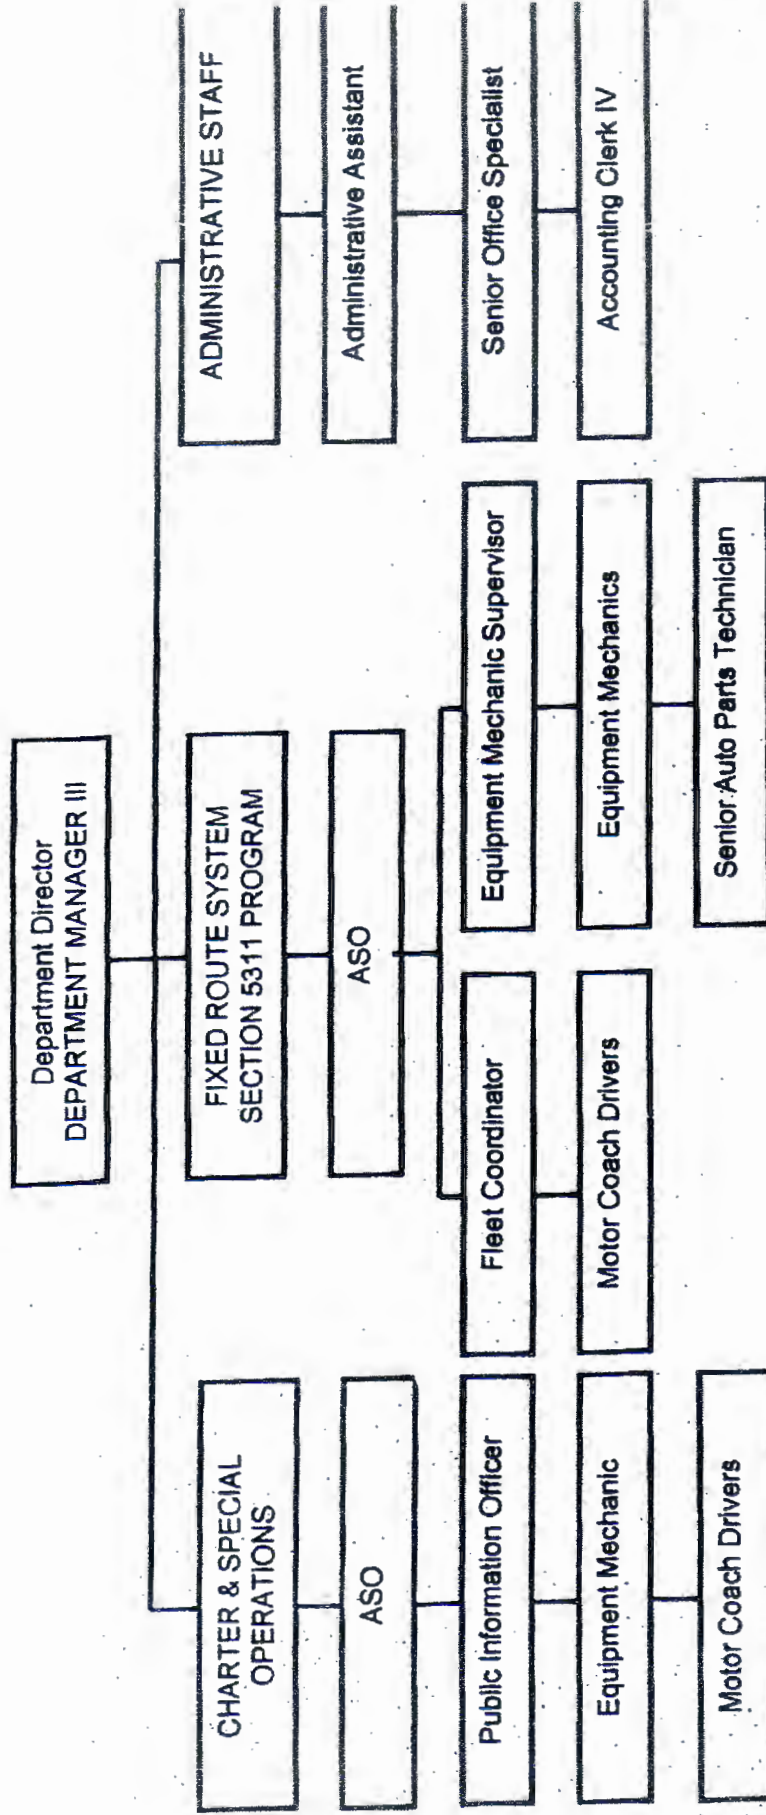 Department Director
DEPARTMENT MANAGER III
CHARTER & SPECIAL
OPERATIONS
ASO
Public Information Officer
Equipment Mechanic
Motor Coach Drivers
FIXED ROUTE SYSTEM
SECTION 5311 PROGRAM
ASO
Fleet Coordinator
Motor Coach Drivers
Equipment Mechanic Supervisor
Equipment Mechanics
Senior Auto Parts Technician
ADMINISTRATIVE STAFF
Administrative Assistant
Senior Office Specialist
Accounting Clerk IV